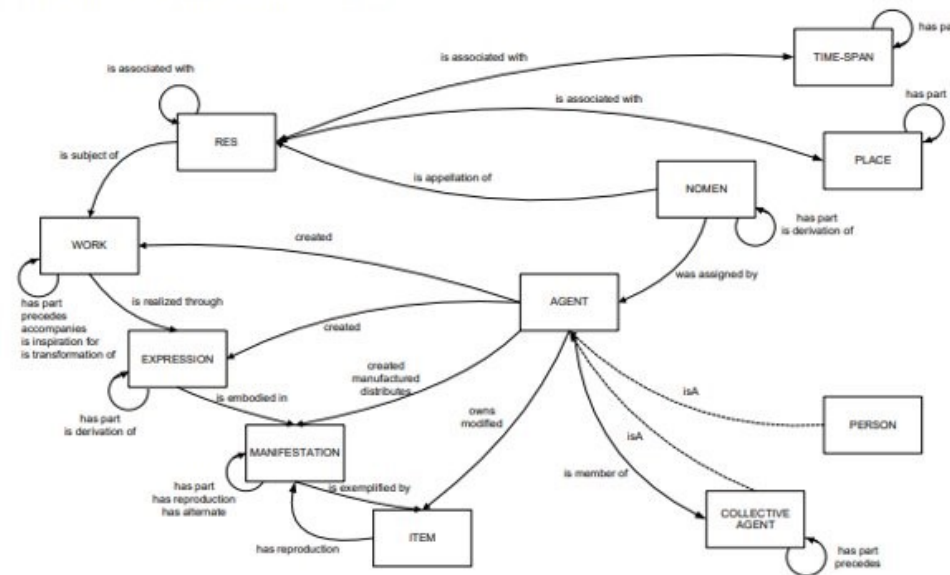 has pa
TIME-SPAN
is associated with
is associated with
has part
is associated with
RES
PLACE
is subject of
is appellation of
NOMEN
has part
is derivation of
WORK
created
was assigned by
AGENT
has part
precedes
accompanies
is inspiration for
is transformation of
is realized through
created
EXPRESSION
created
manufactured
distributes
is embodied in
has part
is derivation of
owns
modified
isA
PERSON
isA
MANIFESTATION
is member of
has part
has reproduction
has alternate
is exemplified by
COLLECTIVE
AGENT
ITEM
has reproduction
has part
precedes